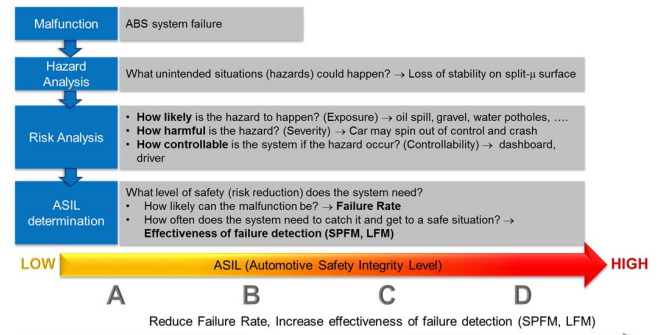 Malfunction
ABS system failure
Hazard
Analysis
What unintended situations (hazards) could happen? → Loss of stability on split-µ surface
Risk Analysis
• How likely is the hazard to happen? (Exposure) → oil spill, gravel, water potholes, ….
• How harmful is the hazard? (Severity) → Car may spin out of control and crash
• How controllable is the system if the hazard occur? (Controllability) → dashboard,
driver
ASIL
determination
What level of safety (risk reduction) does the system need?
• How likely can the malfunction be? → Failure Rate
• How often does the system need to catch it and get to a safe situation? →
Effectiveness of failure detection (SPFM, LFM)
LOW ASIL (Automotive Safety Integrity Level) HIGH
A B C D
Reduce Failure Rate, Increase effectiveness of failure detection (SPFM, LFM)